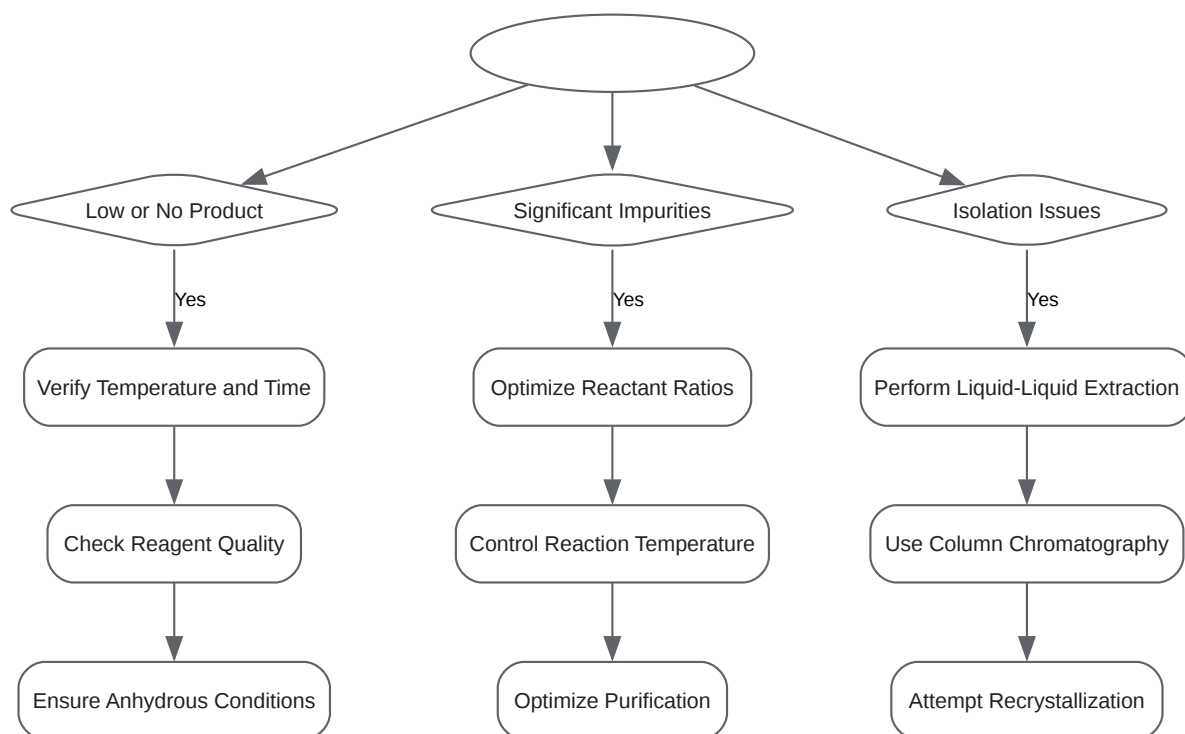 Low or No Product
Significant Impurities
Isolation Issues
Yes
Yes
Yes
Verify Temperature and Time
Optimize Reactant Ratios
Perform Liquid-Liquid Extraction
Check Reagent Quality
Control Reaction Temperature
Use Column Chromatography
Ensure Anhydrous Conditions
Optimize Purification
Attempt Recrystallization